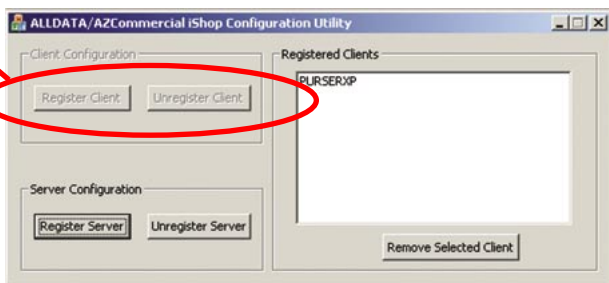 ALLDATA/AZCommercial iShop Configuration Utility
Client Configuration
Register Client Unregister Client
Server Configuration
Register Server Unregister Server
Registered Clients
PURSERXP
Remove Selected Client